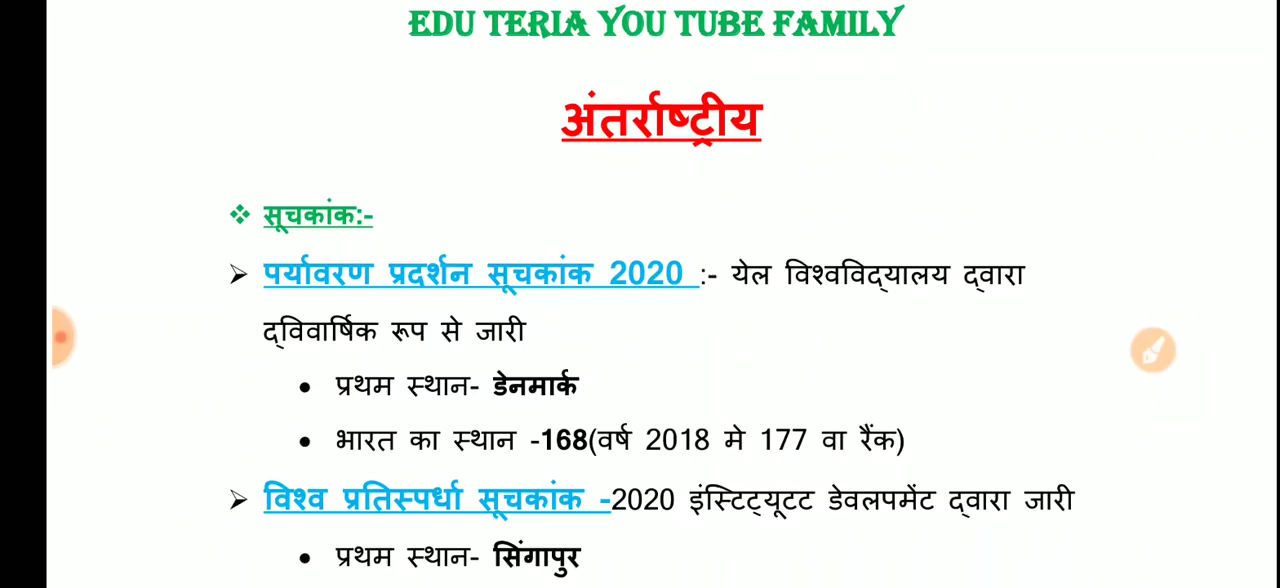 EDU TERIA YOU TUBE FAMILY
अंतर्राष्ट्रीय
❖ सूचकांक:-
➢ पर्यावरण प्रदर्शन सूचकांक 2020 :- येल विश्वविद्यालय द्वारा
द्विवार्षिक रूप से जारी
• प्रथम स्थान- डेनमार्क
• भारत का स्थान -168(वर्ष 2018 मे 177 वा रैंक)
➢ विश्व प्रतिस्पर्धा सूचकांक -2020 इंस्टिट्यूटट डेवलपमेंट द्वारा जारी
• प्रथम स्थान- सिंगापुर